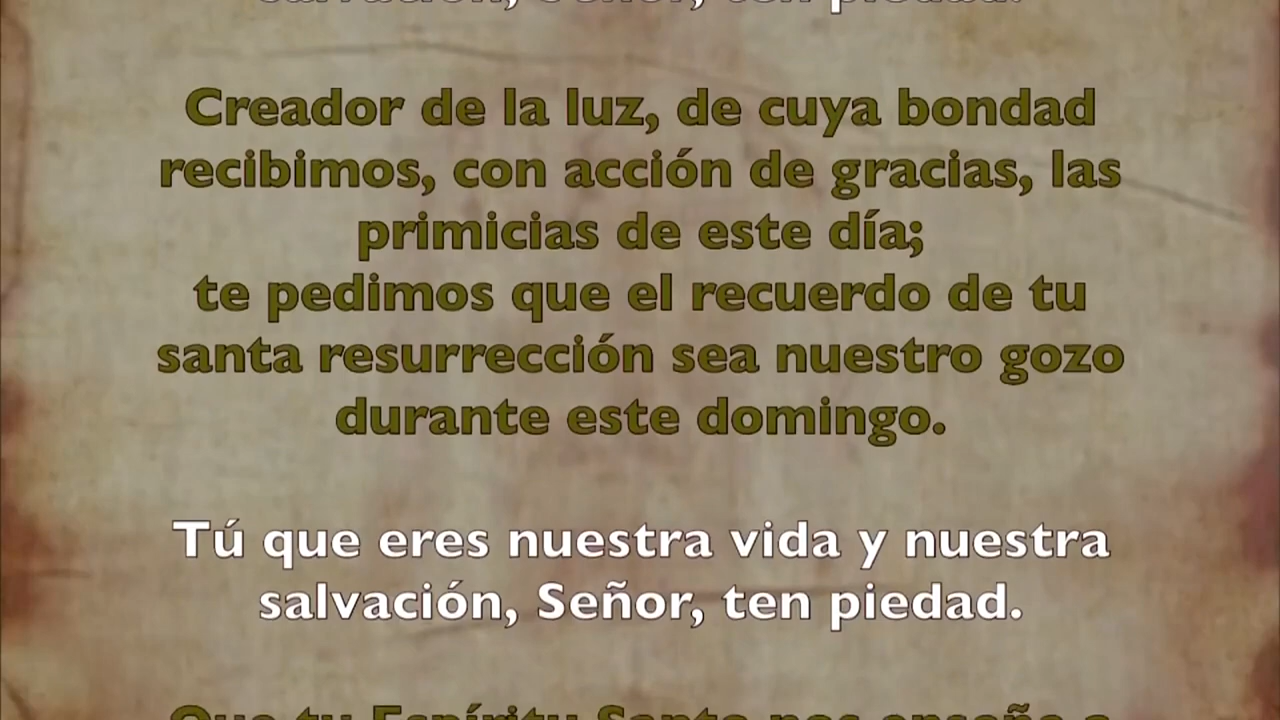 salvación, Señor, ten piedad.
Creador de la luz, de cuya bondad
recibimos, con acción de gracias, las
primicias de este día;
te pedimos que el recuerdo de tu
santa resurrección sea nuestro gozo
durante este domingo.
Tú que eres nuestra vida y nuestra
salvación, Señor, ten piedad.
Que tu Espíritu Santo nos enseñe a